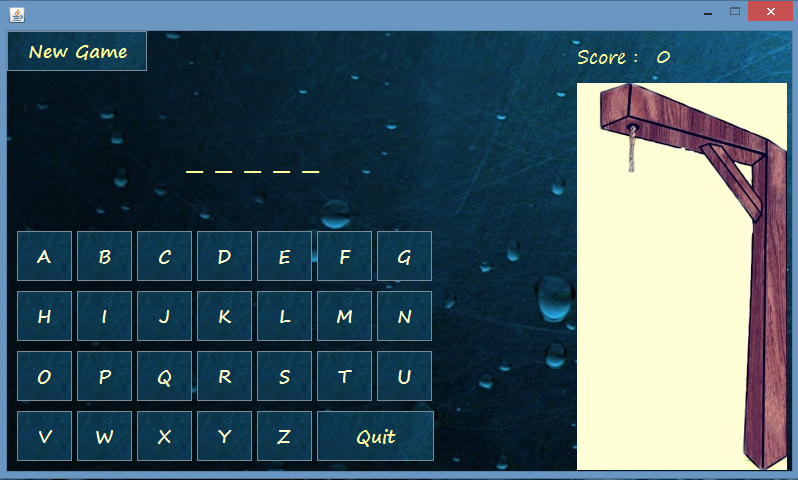 New Game
Score : 0
_ _ _ _ _
A B C D E F G
H I J K L M N
O P Q R S T U
V W X Y Z Quit